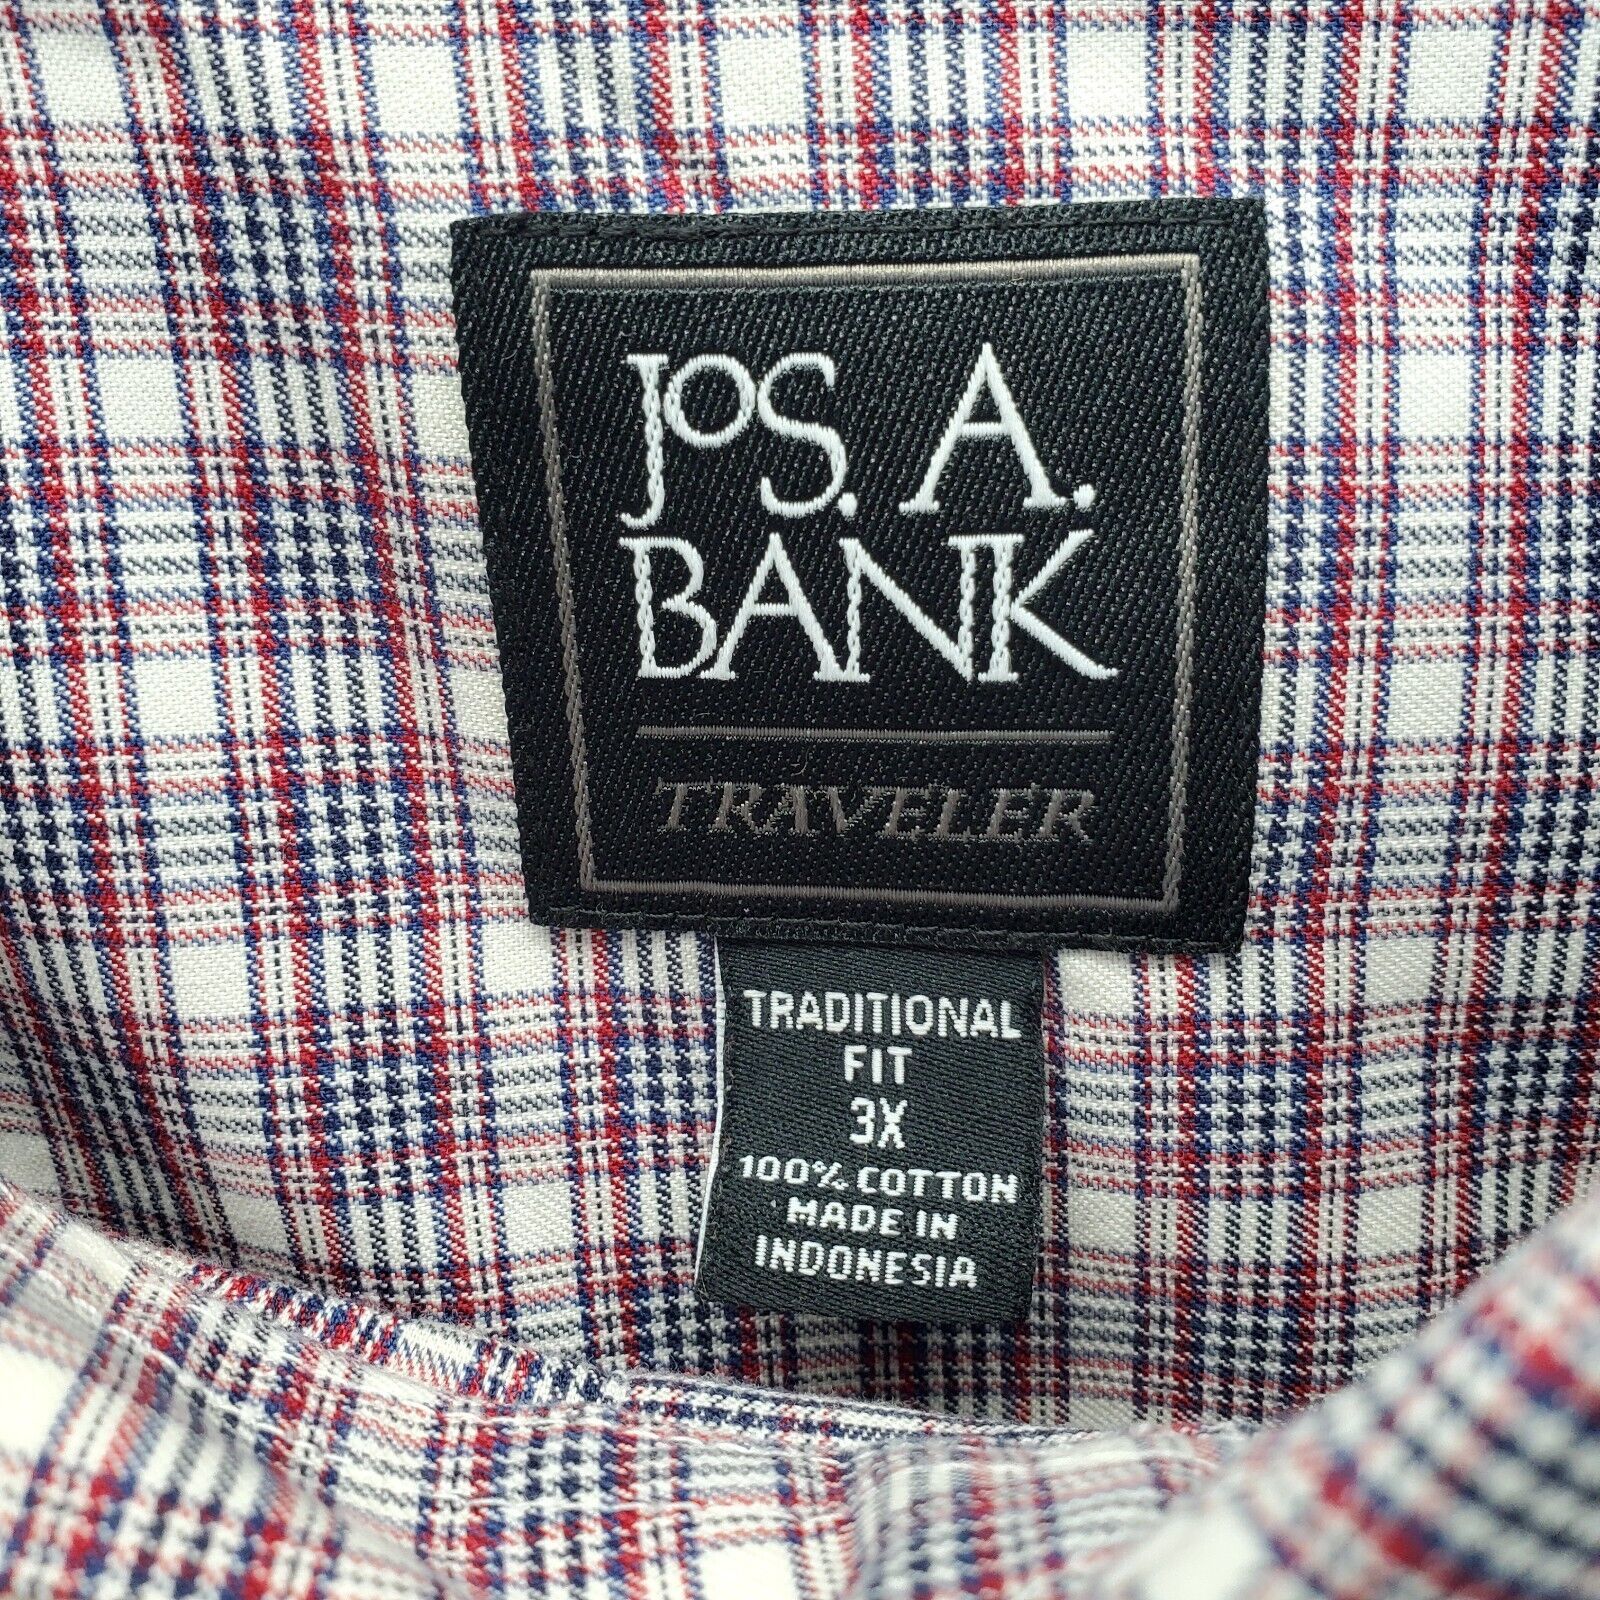 JoS. A.
BANK
TRAVELER
TRADITIONAL
FIT
3X
100% COTTON
MADE IN
INDONESIA